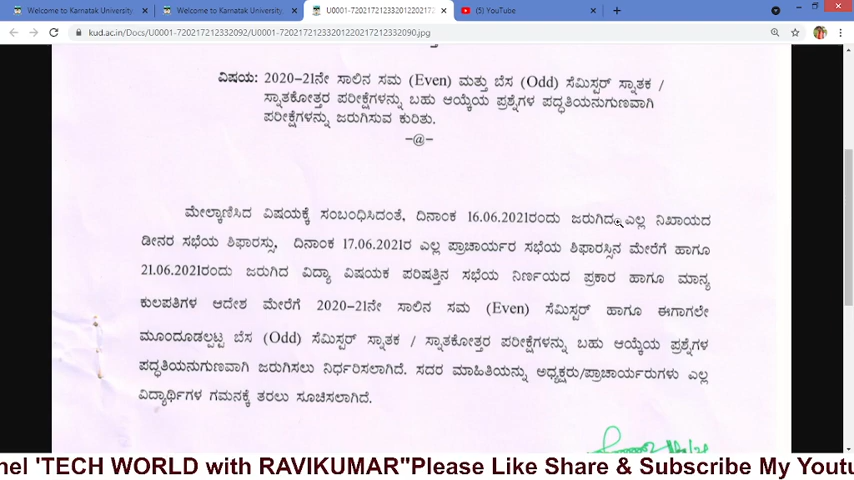 Welcome to Karnatak University
Welcome to Karnatak University
U0001-7202172123320122021
(5) YouTube
kud.ac.in/Docs/U0001-720217212332092/U0001-7202172123320122021723332090.jpg
ವಿಷಯ: 2020-21ನೇ ಸಾಲಿನ ಸಮ (Even) ಮತ್ತು ಬೆಸ (Odd) ಸೆಮಿಸ್ಟರ್ ಸ್ನಾತಕ /
ಸ್ನಾತಕೋತ್ತರ ಪರೀಕ್ಷೆಗಳನ್ನು ಬಹು ಆಯ್ಕೆಯ ಪ್ರಶ್ನೆಗಳ ಪದ್ಧತಿಯನುಗುಣವಾಗಿ
ಪರೀಕ್ಷೆಗಳನ್ನು ಜರುಗಿಸುವ ಕುರಿತು.
-@-
ಮೇಲ್ಕಾಣಿಸಿದ ವಿಷಯಕ್ಕೆ ಸಂಬಂಧಿಸಿದಂತೆ, ದಿನಾಂಕ 16.06.2021ರಂದು ಜರುಗಿದ ಎಲ್ಲ ನಿಖಾಯದ
ಡೀನರ ಸಭೆಯ ಶಿಫಾರಸ್ಸು, ದಿನಾಂಕ 17.06.2021ರ ಎಲ್ಲ ಪ್ರಾಚಾರ್ಯರ ಸಭೆಯ ಶಿಫಾರಸ್ಸಿನ ಮೇರೆಗೆ ಹಾಗೂ
21.06.2021ರಂದು ಜರುಗಿದ ವಿದ್ಯಾ ವಿಷಯಕ ಪರಿಷತ್ತಿನ ಸಭೆಯ ನಿರ್ಣಯದ ಪ್ರಕಾರ ಹಾಗೂ ಮಾನ್ಯ
ಕುಲಪತಿಗಳ ಆದೇಶ ಮೇರೆಗೆ 2020-21ನೇ ಸಾಲಿನ ಸಮ (Even) ಸೆಮಿಸ್ಟರ್ ಹಾಗೂ ಈಗಾಗಲೇ
ಮೂಂದೂಡಲ್ಪಟ್ಟ ಬೆಸ (Odd) ಸೆಮಿಸ್ಟರ್ ಸ್ನಾತಕ / ಸ್ನಾತಕೋತ್ತರ ಪರೀಕ್ಷೆಗಳನ್ನು ಬಹು ಆಯ್ಕೆಯ ಪ್ರಶ್ನೆಗಳ
ಪದ್ಧತಿಯನುಗುಣವಾಗಿ ಜರುಗಿಸಲು ನಿರ್ಧರಿಸಲಾಗಿದೆ. ಸದರ ಮಾಹಿತಿಯನ್ನು ಅಧ್ಯಕ್ಷರು/ಪ್ರಾಚಾರ್ಯರುಗಳು ಎಲ್ಲ
ವಿದ್ಯಾರ್ಥಿಗಳ ಗಮನಕ್ಕೆ ತರಲು ಸೂಚಿಸಲಾಗಿದೆ.
nel 'TECH WORLD with RAVIKUMAR"Please Like Share & Subscribe My Youtu